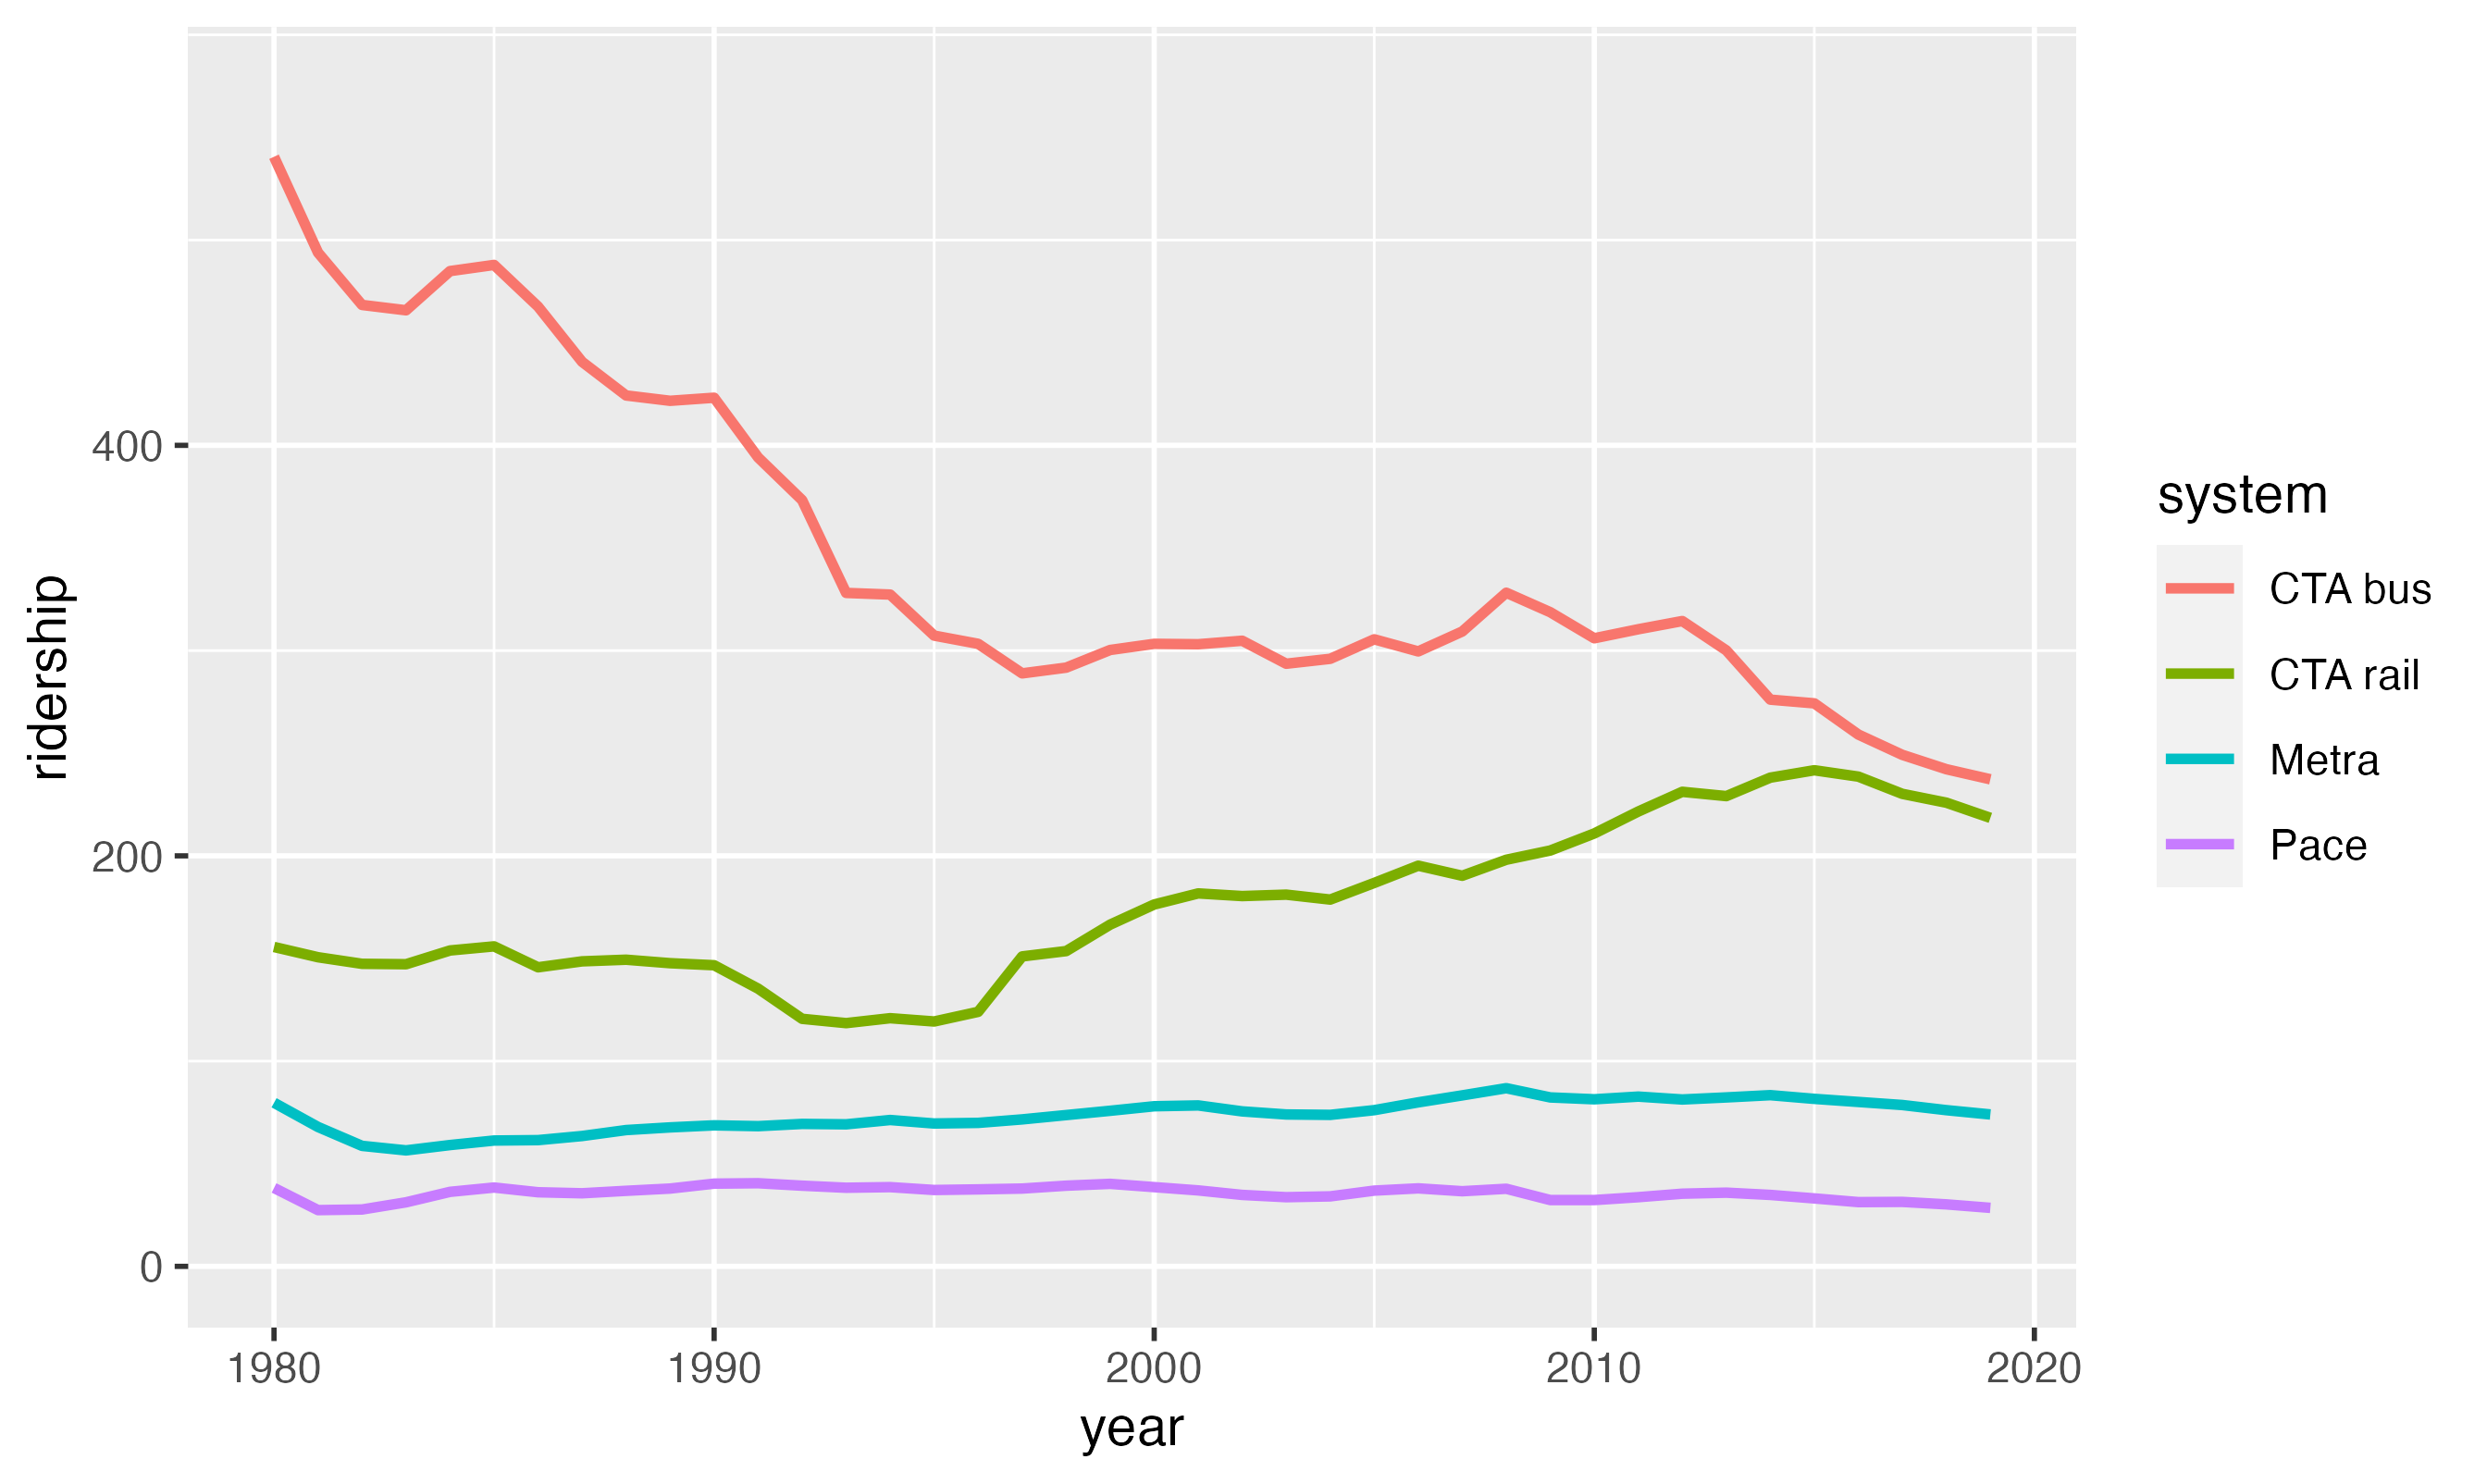 ridership
400
200
0
1980
1990
2000
2010
2020
year
system
CTA bus
CTA rail
Metra
Pace